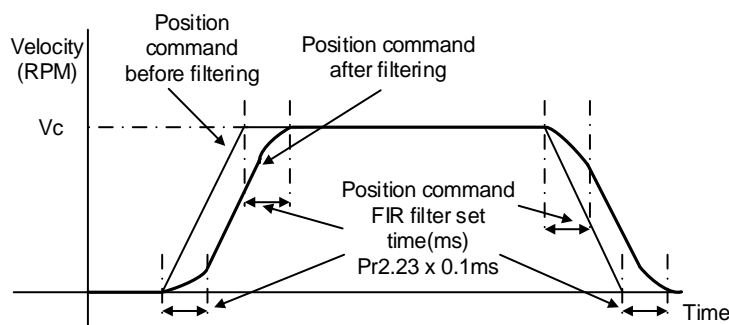 Position
command
before filtering
Velocity
(RPM)
Position command
after filtering
Vc
Position command
FIR filter set
time(ms)
Pr2.23 x 0.1ms
Time